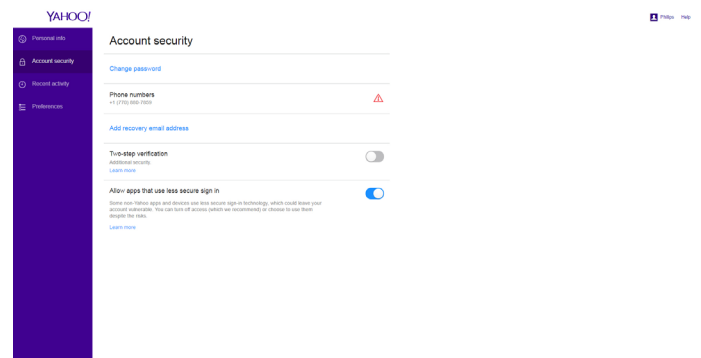 YAHOO!
Philips Help
Personal info
Account security
Recent activity
Preferences
Account security
Change password
Phone numbers
+1 (770)
Add recovery email address
Two-step verification
Additional security.
Learn more
Allow apps that use less secure sign in
Some non-Yahoo apps and devices use less secure sign-in technology, which could leave your
account vulnerable. You can turn off access (which we recommend) or choose to use them
despite the risks.
Learn more